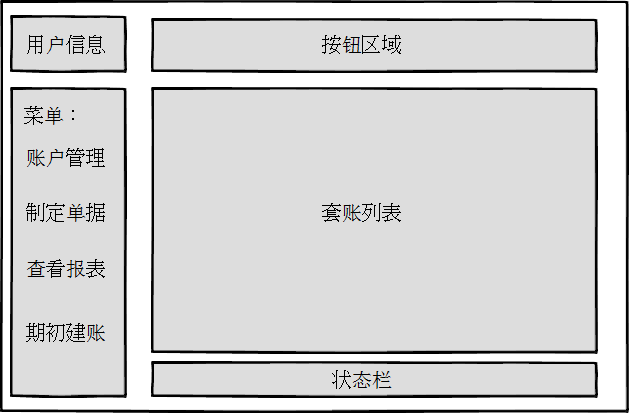 用户信息
按钮区域
菜单：
账户管理
制定单据
查看报表
期初建账
套账列表
状态栏